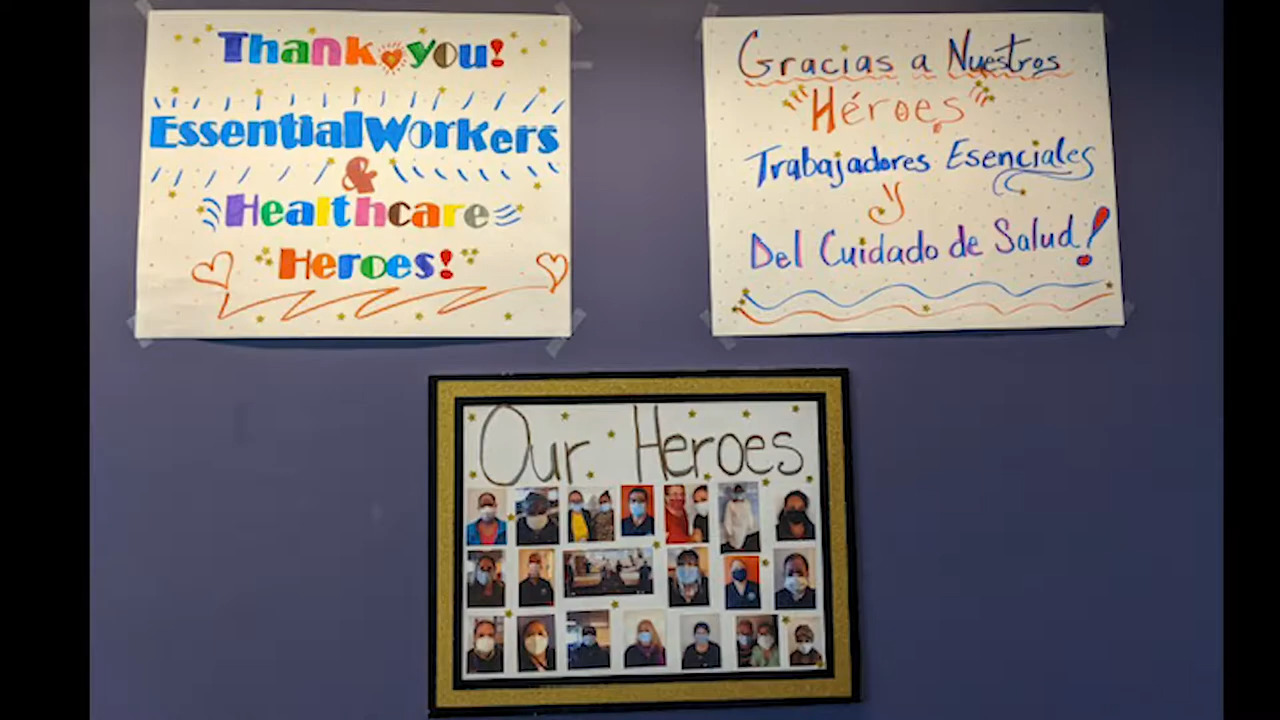 Thank you!
Essential Workers
&
Healthcare
Heroes!
Gracias a Nuestros
"Héroes"
Trabajadores Esenciales
y
Del Cuidado de Salud!
Our Heroes